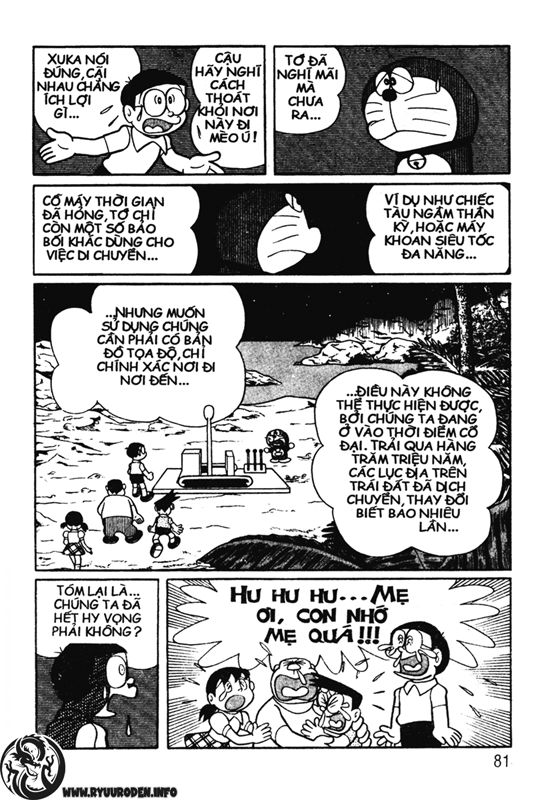 XUKA NÓI
ĐÚNG, CÃI
NHAU CHẲNG
ÍCH LỢI
GÌ...
CẬU
HÃY NGHĨ
CÁCH
THOÁT
KHỎI NƠI
NÀY ĐI
MÈO Ú!
TỚ ĐÃ
NGHĨ MÃI
MÀ
CHƯA
RA...
CỖ MÁY THỜI GIAN
ĐÃ HỎNG, TỚ CHỈ
CÒN MỘT SỐ BẢO
BỐI KHÁC DÙNG CHO
VIỆC DI CHUYỂN...
VÍ DỤ NHƯ CHIẾC
TÀU NGẦM THẦN
KỲ, HOẶC MÁY
KHOAN SIÊU TỐC
ĐA NĂNG...
...NHƯNG MUỐN
SỬ DỤNG CHÚNG
CẦN PHẢI CÓ BẢN
ĐỒ TỌA ĐỘ, CHỈ
CHÍNH XÁC NƠI ĐI
NƠI ĐẾN...
...ĐIỀU NÀY KHÔNG
THỂ THỰC HIỆN ĐƯỢC,
BỞI CHÚNG TA ĐANG
Ở VÀO THỜI ĐIỂM CỔ
ĐẠI. TRẢI QUA HÀNG
TRĂM TRIỆU NĂM,
CÁC LỤC ĐỊA TRÊN
TRÁI ĐẤT ĐÃ DỊCH
CHUYỂN, THAY ĐỔI
BIẾT BAO NHIÊU
LẦN...
TÓM LẠI LÀ...
CHÚNG TA ĐÃ
HẾT HY VỌNG
PHẢI KHÔNG?
HU HU HU... MẸ
ƠI, CON NHỚ
MẸ QUÁ!!!
81
WWW.RYUURODEN.INFO